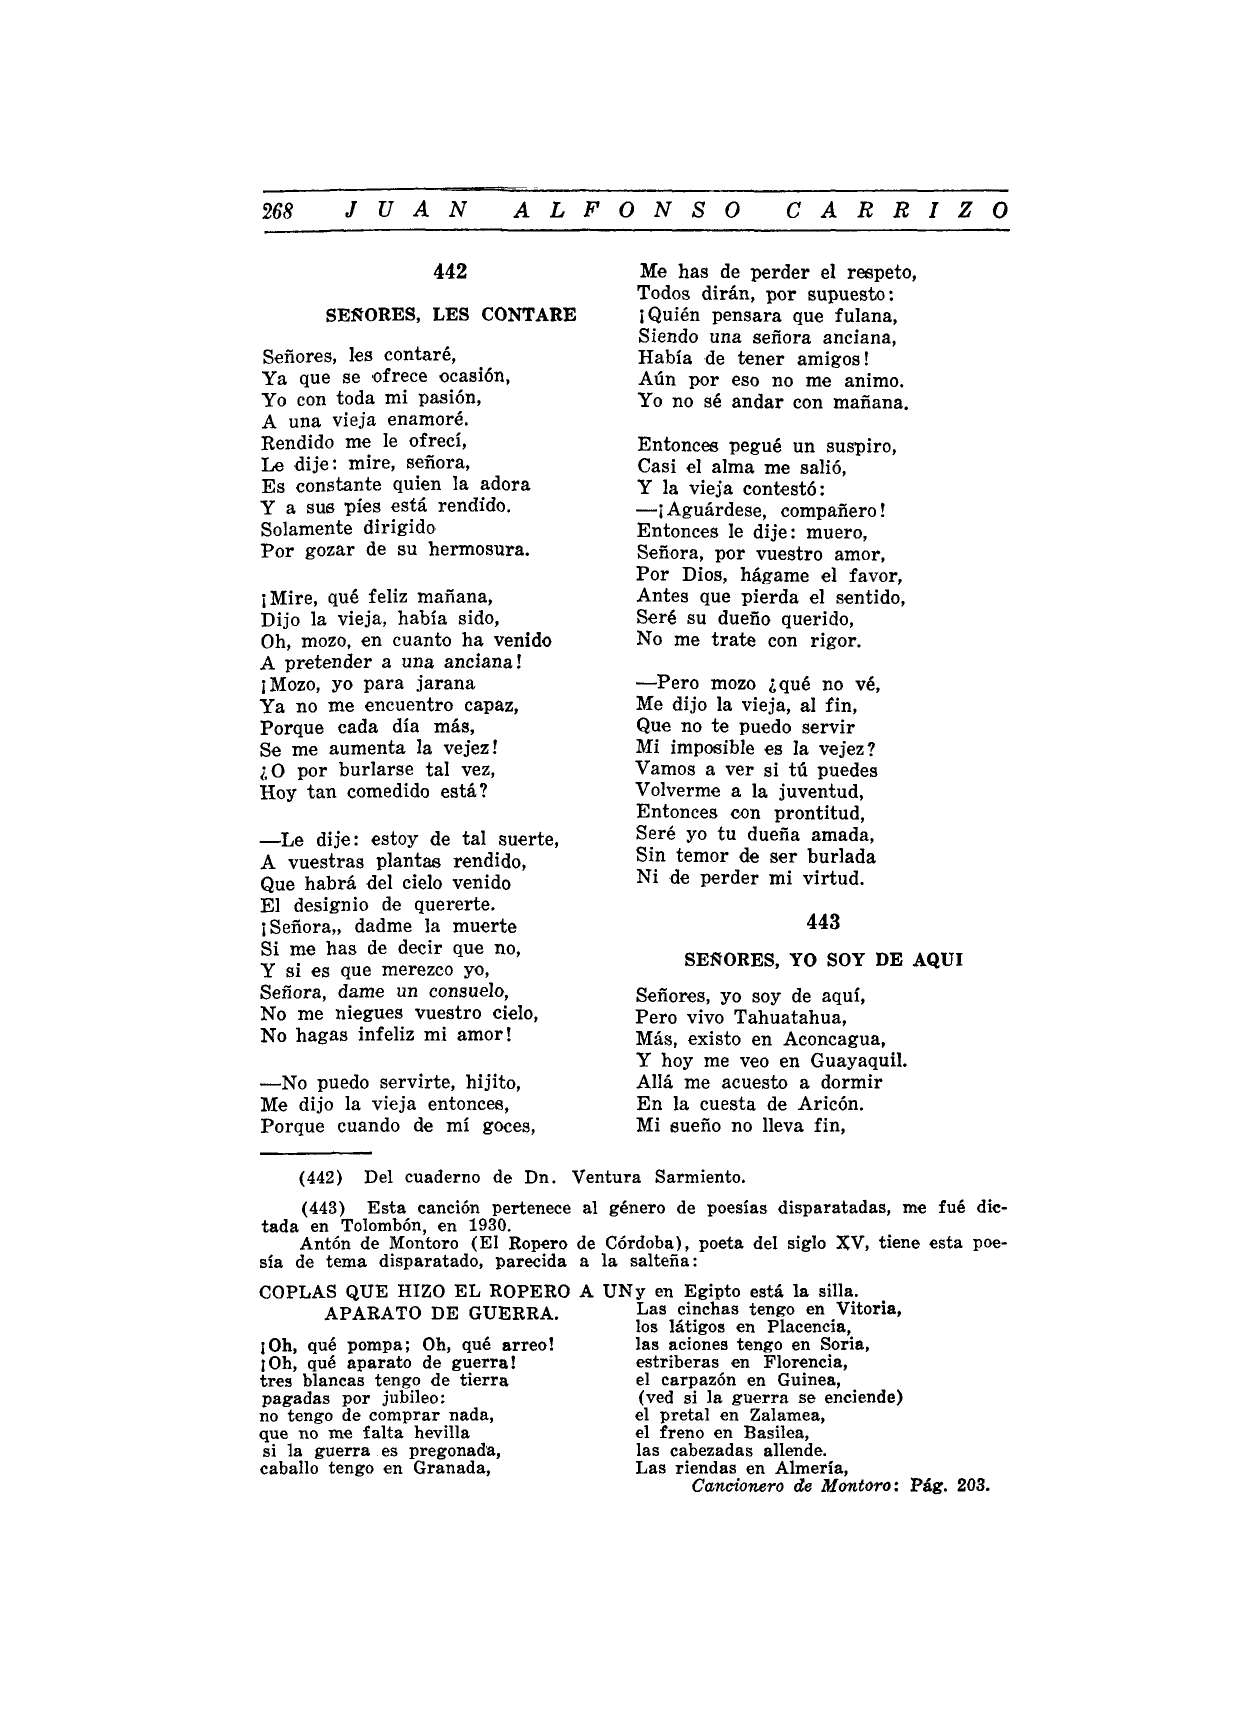 268 JUAN ALFONSO CARRIZO
442
SEÑORES, LES CONTARE
Señores, les contaré,
Ya que se ofrece ocasión,
Yo con toda mi pasión,
A una vieja enamoré.
Rendido me le ofrecí,
Le dije: mire, señora,
Es constante quien la adora
Y a sus píes está rendido.
Solamente dirigido
Por gozar de su hermosura.
¡Mire, qué feliz mañana,
Dijo la vieja, había sido,
Oh, mozo, en cuanto ha venido
A pretender a una anciana!
¡Mozo, yo para jarana
Ya no me encuentro capaz,
Porque cada día más,
Se me aumenta la vejez!
¿O por burlarse tal vez,
Hoy tan comedido está?
—Le dije: estoy de tal suerte,
A vuestras plantas rendido,
Que habrá del cielo venido
El designio de quererte.
¡Señora,, dadme la muerte
Si me has de decir que no,
Y si es que merezco yo,
Señora, dame un consuelo,
No me niegues vuestro cielo,
No hagas infeliz mi amor!
—No puedo servirte, hijito,
Me dijo la vieja entonces,
Porque cuando de mí goces,
Me has de perder el respeto,
Todos dirán, por supuesto:
¡Quién pensara que fulana,
Siendo una señora anciana,
Había de tener amigos!
Aún por eso no me animo.
Yo no sé andar con mañana.
Entonces pegué un suspiro,
Casi el alma me salió,
Y la vieja contestó:
—¡Aguárdese, compañero!
Entonces le dije: muero,
Señora, por vuestro amor,
Por Dios, hágame el favor,
Antes que pierda el sentido,
Seré su dueño querido,
No me trate con rigor.
—Pero mozo ¿qué no vé,
Me dijo la vieja, al fin,
Que no te puedo servir
Mi imposible es la vejez?
Vamos a ver si tú puedes
Volverme a la juventud,
Entonces con prontitud,
Seré yo tu dueña amada,
Sin temor de ser burlada
Ni de perder mi virtud.
443
SEÑORES, YO SOY DE AQUI
Señores, yo soy de aquí,
Pero vivo Tahuatahua,
Más, existo en Aconcagua,
Y hoy me veo en Guayaquil.
Allá me acuesto a dormir
En la cuesta de Aricón.
Mi sueño no lleva fin,
(442) Del cuaderno de Dn. Ventura Sarmiento.
(443) Esta canción pertenece al género de poesías disparatadas, me fué dic-
tada en Tolombón, en 1930.
Antón de Montoro (El Ropero de Córdoba), poeta del siglo XV, tiene esta poe-
sía de tema disparatado, parecida a la salteña:
COPLAS QUE HIZO EL ROPERO A UN
APARATO DE GUERRA.
¡Oh, qué pompa; Oh, qué arreo!
¡Oh, qué aparato de guerra!
tres blancas tengo de tierra
pagadas por jubileo:
no tengo de comprar nada,
que no me falta hevilla
si la guerra es pregonada,
caballo tengo en Granada,
y en Egipto está la silla.
Las cinchas tengo en Vitoria,
los látigos en Placencia,
las aciones tengo en Soria,
estriberas en Florencia,
el carpazón en Guinea,
(ved si la guerra se enciende)
el pretal en Zalamea,
el freno en Basilea,
las cabezadas allende.
Las riendas en Almería,
Cancionero de Montoro: Pág. 203.